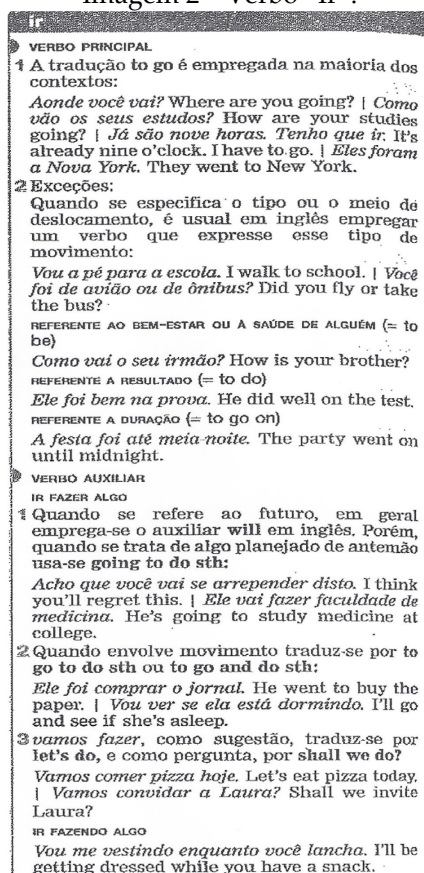 Imagem 2 – Verbo "Ir".
ir
VERBO PRINCIPAL
1 A tradução to go é empregada na maioria dos
contextos:
Aonde você vai? Where are you going? | Como
vão os seus estudos? How are your studies
going? | Já são nove horas. Tenho que ir. It's
already nine o'clock. I have to go. | Eles foram
a Nova York. They went to New York.
2 Exceções:
Quando se especifica o tipo ou o meio de
deslocamento, é usual em inglês empregar
um verbo que expresse esse tipo de
movimento:
Vou a pé para a escola. I walk to school. | Você
foi de avião ou de ônibus? Did you fly or take
the bus?
REFERENTE AO BEM-ESTAR OU À SAÚDE DE ALGUÉM (= to
be)
Como vai o seu irmão? How is your brother?
REFERENTE A RESULTADO (= to do)
Ele foi bem na prova. He did well on the test.
REFERENTE A DURAÇÃO (= to go on)
A festa foi até meia-noite. The party went on
until midnight.
VERBO AUXILIAR
IR FAZER ALGO
1 Quando se refere ao futuro, em geral
emprega-se o auxiliar will em inglês. Porém,
quando se trata de algo planejado de antemão
usa-se going to do sth:
Acho que você vai se arrepender disto. I think
you'll regret this. | Ele vai fazer faculdade de
medicina. He's going to study medicine at
college.
2 Quando envolve movimento traduz-se por to
go to do sth ou to go and do sth:
Ele foi comprar o jornal. He went to buy the
paper. | Vou ver se ela está dormindo. I'll go
and see if she's asleep.
3 vamos fazer, como sugestão, traduz-se por
let's do, e como pergunta, por shall we do?
Vamos comer pizza hoje. Let's eat pizza today.
| Vamos convidar a Laura? Shall we invite
Laura?
IR FAZENDO ALGO
Vou me vestindo enquanto você lancha. I'll be
getting dressed while you have a snack.